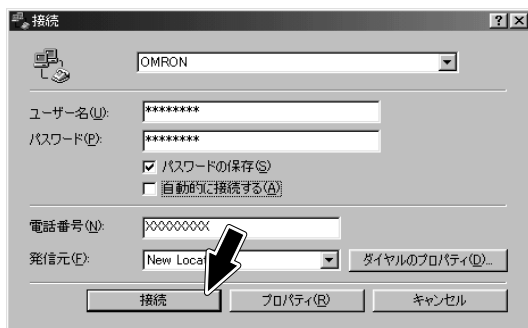 接続
OMRON
ユーザー名(U): ********
パスワード(P): ********
パスワードの保存(S)
自動的に接続する(A)
電話番号(N): XXXXXXXX
発信元(F): New Locat ダイヤルのプロパティ(D)...
接続 プロパティ(R) キャンセル